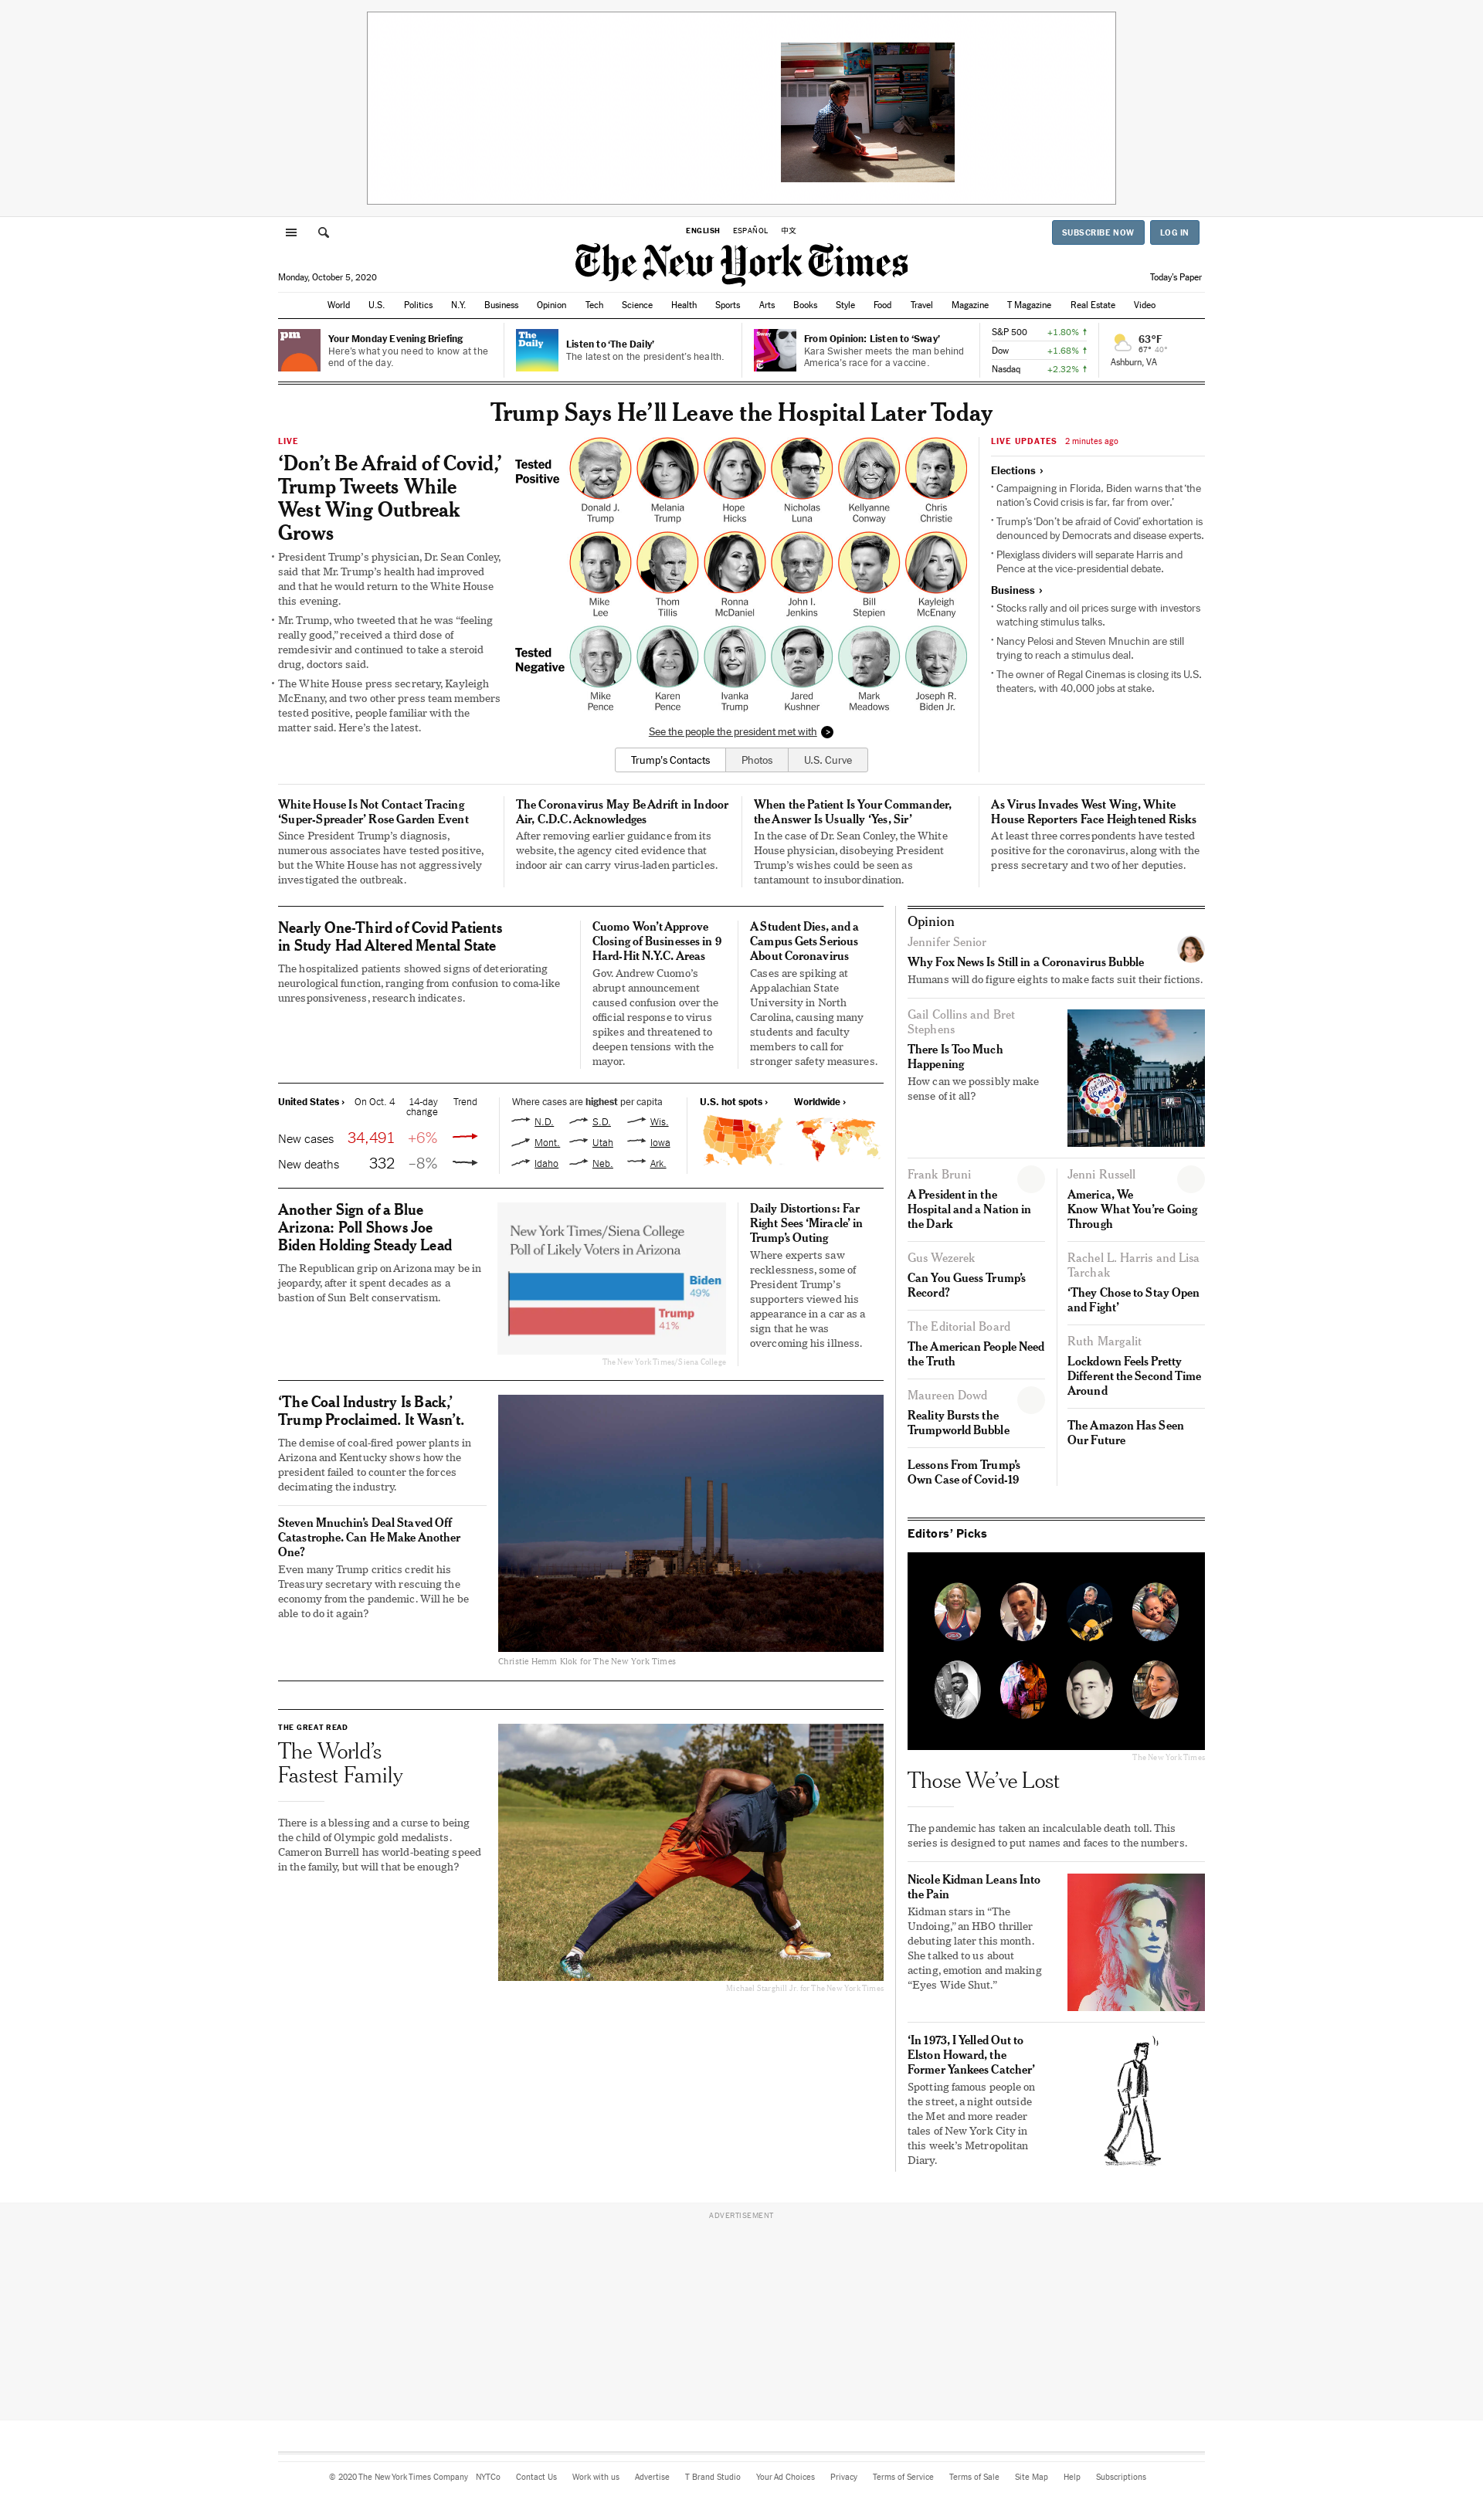 ENGLISH ESPAÑOL 中文
SUBSCRIBE NOW LOG IN
The New York Times
Monday, October 5, 2020
Today's Paper
World U.S. Politics N.Y. Business Opinion Tech Science Health Sports Arts Books Style Food Travel Magazine T Magazine Real Estate Video
pm
Your Monday Evening Briefing
Here's what you need to know at the
end of the day.
The
Daily
Listen to 'The Daily'
The latest on the president's health.
Sway
From Opinion: Listen to 'Sway'
Kara Swisher meets the man behind
America's race for a vaccine.
S&P 500 +1.80% ↑
Dow +1.68% ↑
Nasdaq +2.32% ↑
63°F
67° 40°
Ashburn, VA
Trump Says He'll Leave the Hospital Later Today
LIVE
'Don't Be Afraid of Covid,'
Trump Tweets While
West Wing Outbreak
Grows
• President Trump's physician, Dr. Sean Conley,
said that Mr. Trump's health had improved
and that he would return to the White House
this evening.
• Mr. Trump, who tweeted that he was "feeling
really good," received a third dose of
remdesivir and continued to take a steroid
drug, doctors said.
• The White House press secretary, Kayleigh
McEnany, and two other press team members
tested positive, people familiar with the
matter said. Here's the latest.
Tested
Positive
Donald J.
Trump
Melania
Trump
Hope
Hicks
Nicholas
Luna
Kellyanne
Conway
Chris
Christie
Mike
Lee
Thom
Tillis
Ronna
McDaniel
John I.
Jenkins
Bill
Stepien
Kayleigh
McEnany
Tested
Negative
Mike
Pence
Karen
Pence
Ivanka
Trump
Jared
Kushner
Mark
Meadows
Joseph R.
Biden Jr.
See the people the president met with >
Trump's Contacts Photos U.S. Curve
LIVE UPDATES 2 minutes ago
Elections ›
• Campaigning in Florida, Biden warns that 'the
nation's Covid crisis is far, far from over.'
• Trump's 'Don't be afraid of Covid' exhortation is
denounced by Democrats and disease experts.
• Plexiglass dividers will separate Harris and
Pence at the vice-presidential debate.
Business ›
• Stocks rally and oil prices surge with investors
watching stimulus talks.
• Nancy Pelosi and Steven Mnuchin are still
trying to reach a stimulus deal.
• The owner of Regal Cinemas is closing its U.S.
theaters, with 40,000 jobs at stake.
White House Is Not Contact Tracing
'Super-Spreader' Rose Garden Event
Since President Trump's diagnosis,
numerous associates have tested positive,
but the White House has not aggressively
investigated the outbreak.
The Coronavirus May Be Adrift in Indoor
Air, C.D.C. Acknowledges
After removing earlier guidance from its
website, the agency cited evidence that
indoor air can carry virus-laden particles.
When the Patient Is Your Commander,
the Answer Is Usually 'Yes, Sir'
In the case of Dr. Sean Conley, the White
House physician, disobeying President
Trump's wishes could be seen as
tantamount to insubordination.
As Virus Invades West Wing, White
House Reporters Face Heightened Risks
At least three correspondents have tested
positive for the coronavirus, along with the
press secretary and two of her deputies.
Nearly One-Third of Covid Patients
in Study Had Altered Mental State
The hospitalized patients showed signs of deteriorating
neurological function, ranging from confusion to coma-like
unresponsiveness, research indicates.
Cuomo Won't Approve
Closing of Businesses in 9
Hard-Hit N.Y.C. Areas
Gov. Andrew Cuomo's
abrupt announcement
caused confusion over the
official response to virus
spikes and threatened to
deepen tensions with the
mayor.
A Student Dies, and a
Campus Gets Serious
About Coronavirus
Cases are spiking at
Appalachian State
University in North
Carolina, causing many
students and faculty
members to call for
stronger safety measures.
United States › On Oct. 4 14-day
change Trend
New cases 34,491 +6%
New deaths 332 –8%
Where cases are highest per capita
N.D. S.D. Wis.
Mont. Utah Iowa
Idaho Neb. Ark.
U.S. hot spots › Worldwide ›
Another Sign of a Blue
Arizona: Poll Shows Joe
Biden Holding Steady Lead
The Republican grip on Arizona may be in
jeopardy, after it spent decades as a
bastion of Sun Belt conservatism.
New York Times/Siena College
Poll of Likely Voters in Arizona
Biden
49%
Trump
41%
The New York Times/Siena College
Daily Distortions: Far
Right Sees 'Miracle' in
Trump's Outing
Where experts saw
recklessness, some of
President Trump's
supporters viewed his
appearance in a car as a
sign that he was
overcoming his illness.
'The Coal Industry Is Back,'
Trump Proclaimed. It Wasn't.
The demise of coal-fired power plants in
Arizona and Kentucky shows how the
president failed to counter the forces
decimating the industry.
Steven Mnuchin's Deal Staved Off
Catastrophe. Can He Make Another
One?
Even many Trump critics credit his
Treasury secretary with rescuing the
economy from the pandemic. Will he be
able to do it again?
Christie Hemm Klok for The New York Times
THE GREAT READ
The World's
Fastest Family
There is a blessing and a curse to being
the child of Olympic gold medalists.
Cameron Burrell has world-beating speed
in the family, but will that be enough?
Michael Starghill Jr. for The New York Times
Opinion
Jennifer Senior
Why Fox News Is Still in a Coronavirus Bubble
Humans will do figure eights to make facts suit their fictions.
Gail Collins and Bret
Stephens
There Is Too Much
Happening
How can we possibly make
sense of it all?
Frank Bruni
A President in the
Hospital and a Nation in
the Dark
Gus Wezerek
Can You Guess Trump's
Record?
The Editorial Board
The American People Need
the Truth
Maureen Dowd
Reality Bursts the
Trumpworld Bubble
Lessons From Trump's
Own Case of Covid-19
Jenni Russell
America, We
Know What You're Going
Through
Rachel L. Harris and Lisa
Tarchak
'They Chose to Stay Open
and Fight'
Ruth Margalit
Lockdown Feels Pretty
Different the Second Time
Around
The Amazon Has Seen
Our Future
Editors' Picks
The New York Times
Those We've Lost
The pandemic has taken an incalculable death toll. This
series is designed to put names and faces to the numbers.
Nicole Kidman Leans Into
the Pain
Kidman stars in "The
Undoing," an HBO thriller
debuting later this month.
She talked to us about
acting, emotion and making
"Eyes Wide Shut."
'In 1973, I Yelled Out to
Elston Howard, the
Former Yankees Catcher'
Spotting famous people on
the street, a night outside
the Met and more reader
tales of New York City in
this week's Metropolitan
Diary.
ADVERTISEMENT
© 2020 The New York Times Company NYTCo Contact Us Work with us Advertise T Brand Studio Your Ad Choices Privacy Terms of Service Terms of Sale Site Map Help Subscriptions